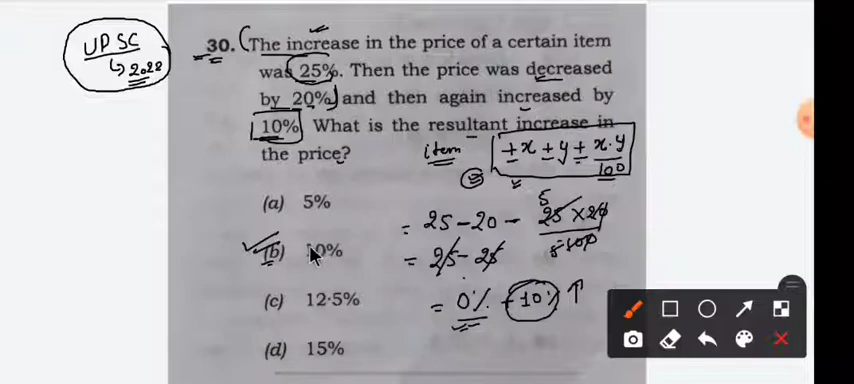 UPSC
↳ 2022
30. (The increase in the price of a certain item
was 25%. Then the price was decreased
by 20%) and then again increased by
10% What is the resultant increase in
the price?
item
+x + y + x·y
100
(a) 5%
= 25 - 20 - 25 × 20
5
100
(b) 10%
= 25 - 25
(c) 12·5%
= 0% + 10% ↑
(d) 15%